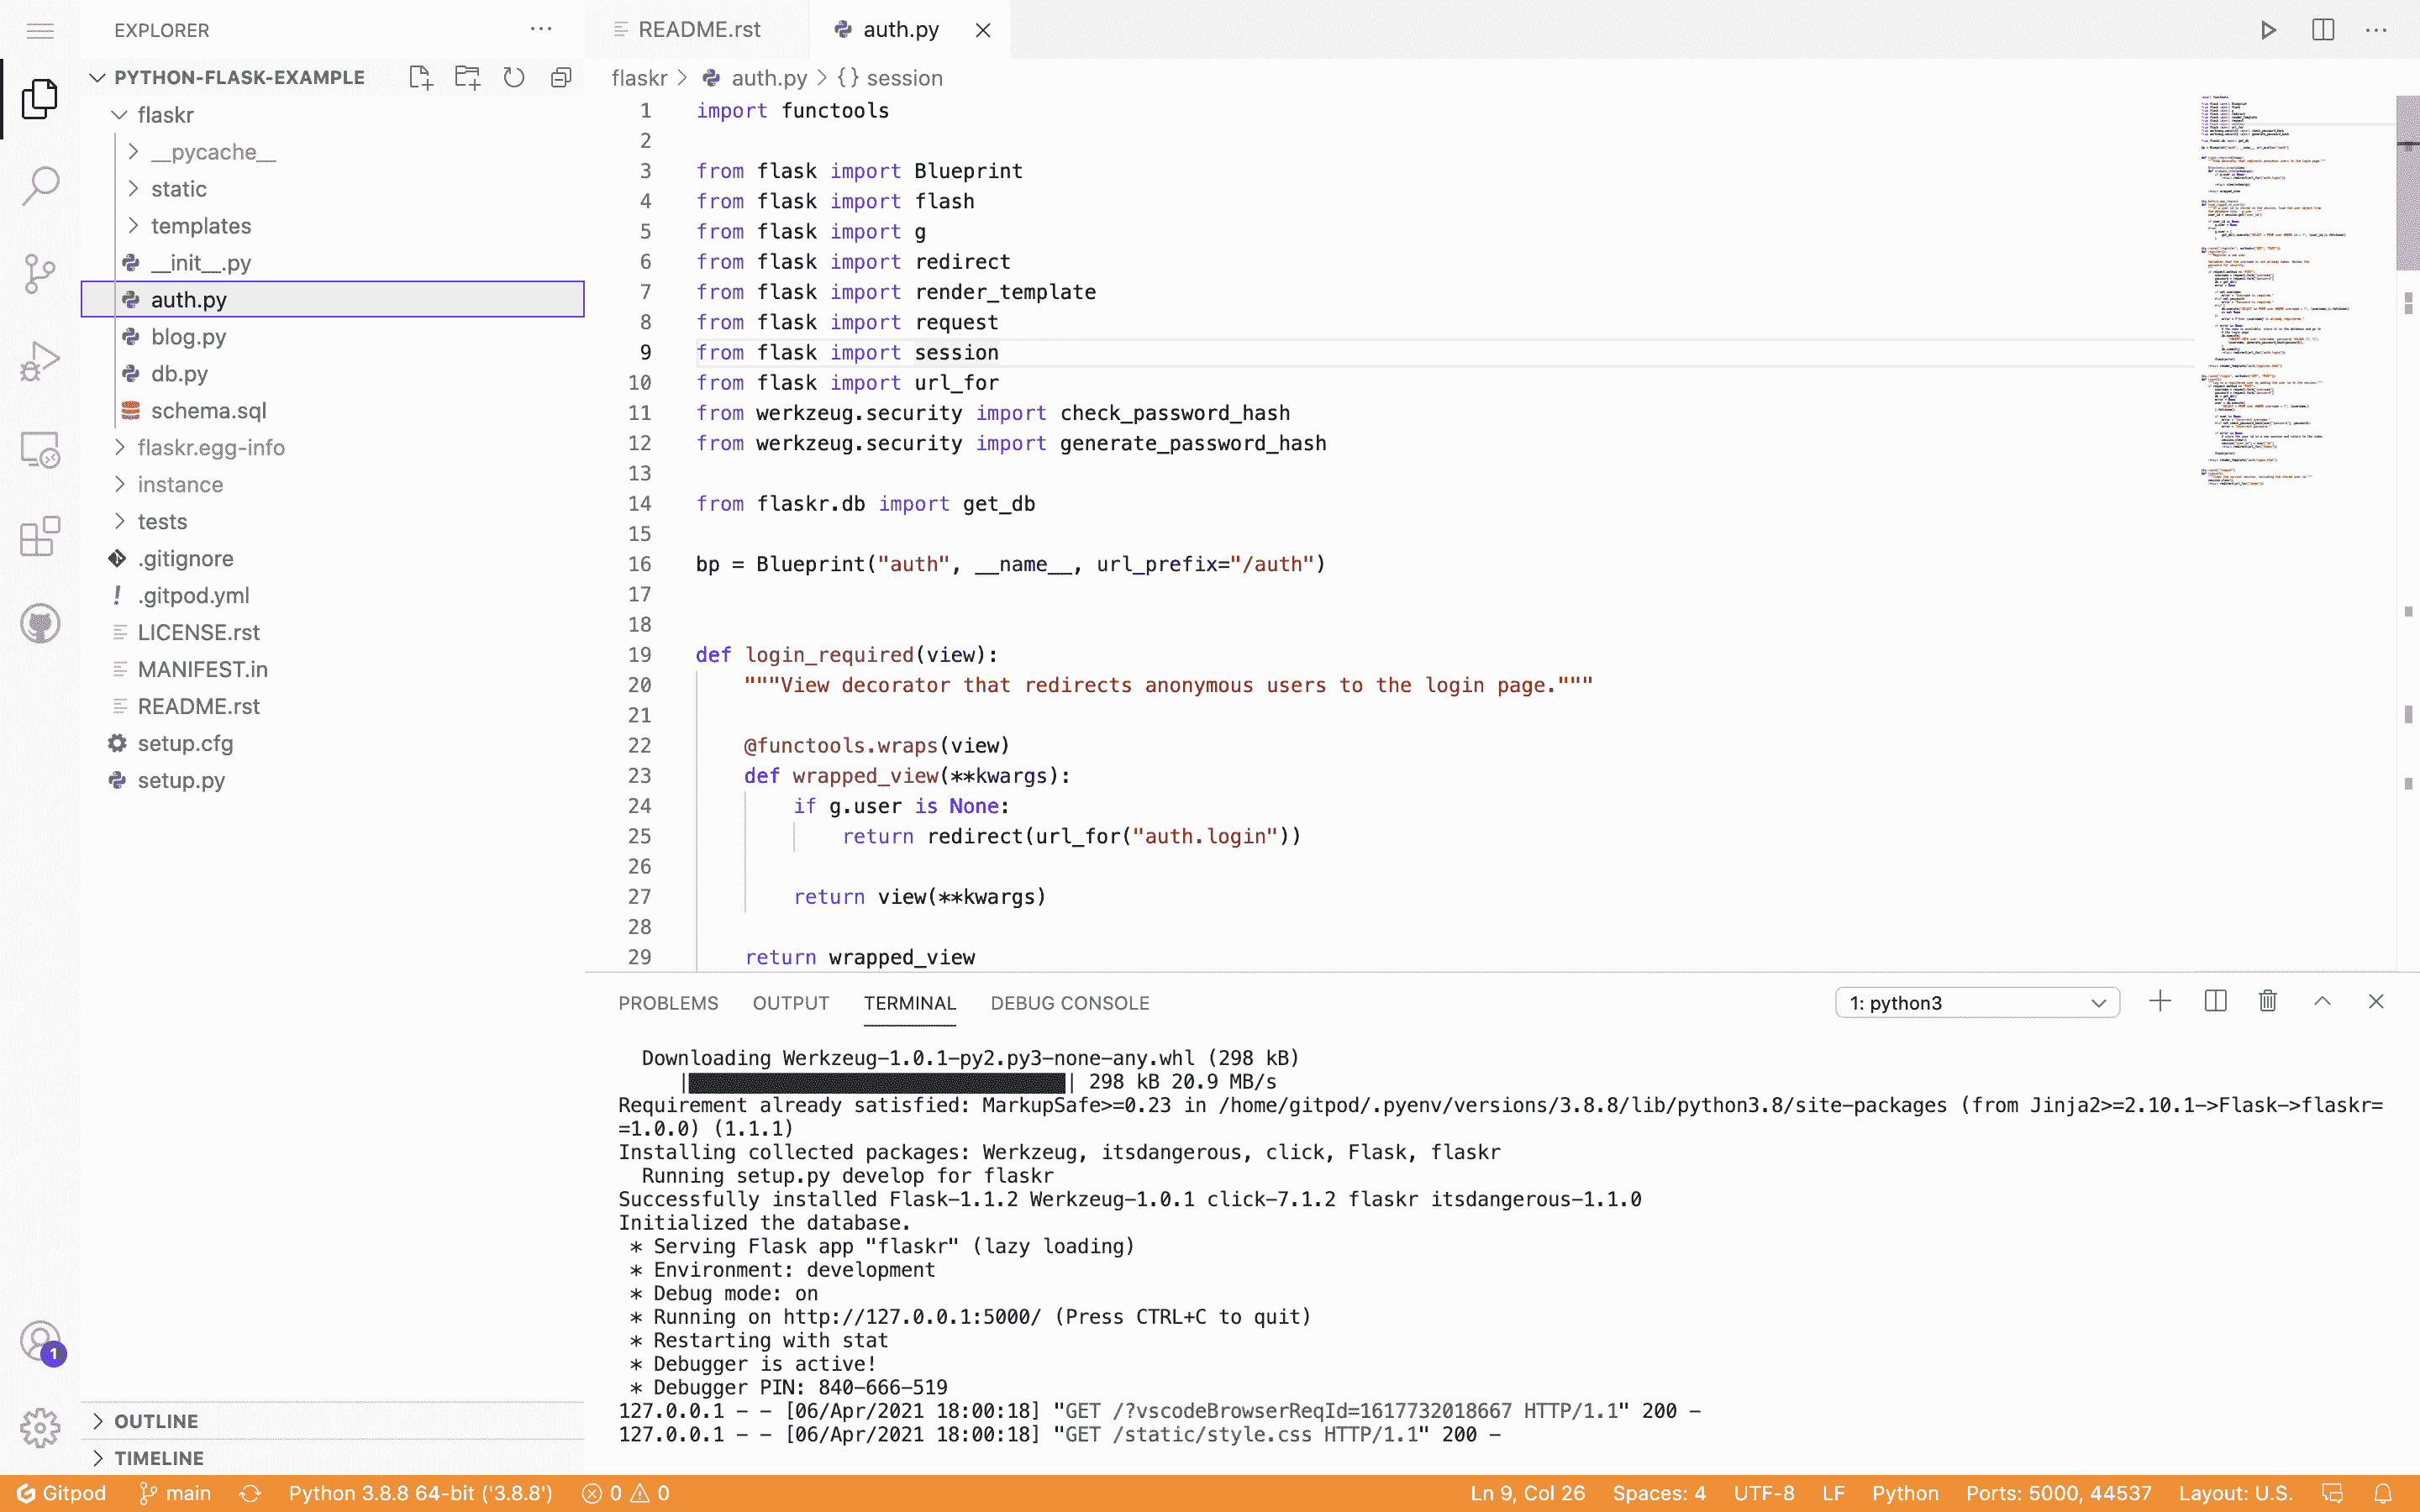 EXPLORER
PYTHON-FLASK-EXAMPLE
flaskr
__pycache__
static
templates
__init__.py
auth.py
blog.py
db.py
schema.sql
flaskr.egg-info
instance
tests
.gitignore
.gitpod.yml
LICENSE.rst
MANIFEST.in
README.rst
setup.cfg
setup.py
OUTLINE
TIMELINE
1
README.rst
auth.py
flaskr > auth.py > {} session
1 import functools
2
3 from flask import Blueprint
4 from flask import flash
5 from flask import g
6 from flask import redirect
7 from flask import render_template
8 from flask import request
9 from flask import session
10 from flask import url_for
11 from werkzeug.security import check_password_hash
12 from werkzeug.security import generate_password_hash
13
14 from flaskr.db import get_db
15
16 bp = Blueprint("auth", __name__, url_prefix="/auth")
17
18
19 def login_required(view):
20 """View decorator that redirects anonymous users to the login page."""
21
22 @functools.wraps(view)
23 def wrapped_view(**kwargs):
24 if g.user is None:
25 return redirect(url_for("auth.login"))
26
27 return view(**kwargs)
28
29 return wrapped_view
PROBLEMS OUTPUT TERMINAL DEBUG CONSOLE
1: python3
Downloading Werkzeug-1.0.1-py2.py3-none-any.whl (298 kB)
| | 298 kB 20.9 MB/s
Requirement already satisfied: MarkupSafe>=0.23 in /home/gitpod/.pyenv/versions/3.8.8/lib/python3.8/site-packages (from Jinja2>=2.10.1->Flask->flaskr=
=1.0.0) (1.1.1)
Installing collected packages: Werkzeug, itsdangerous, click, Flask, flaskr
Running setup.py develop for flaskr
Successfully installed Flask-1.1.2 Werkzeug-1.0.1 click-7.1.2 flaskr itsdangerous-1.1.0
Initialized the database.
* Serving Flask app "flaskr" (lazy loading)
* Environment: development
* Debug mode: on
* Running on http://127.0.0.1:5000/ (Press CTRL+C to quit)
* Restarting with stat
* Debugger is active!
* Debugger PIN: 840-666-519
127.0.0.1 - - [06/Apr/2021 18:00:18] "GET /?vscodeBrowserReqId=1617732018667 HTTP/1.1" 200 -
127.0.0.1 - - [06/Apr/2021 18:00:18] "GET /static/style.css HTTP/1.1" 200 -
Gitpod main Python 3.8.8 64-bit ('3.8.8') 0 0 Ln 9, Col 26 Spaces: 4 UTF-8 LF Python Ports: 5000, 44537 Layout: U.S.